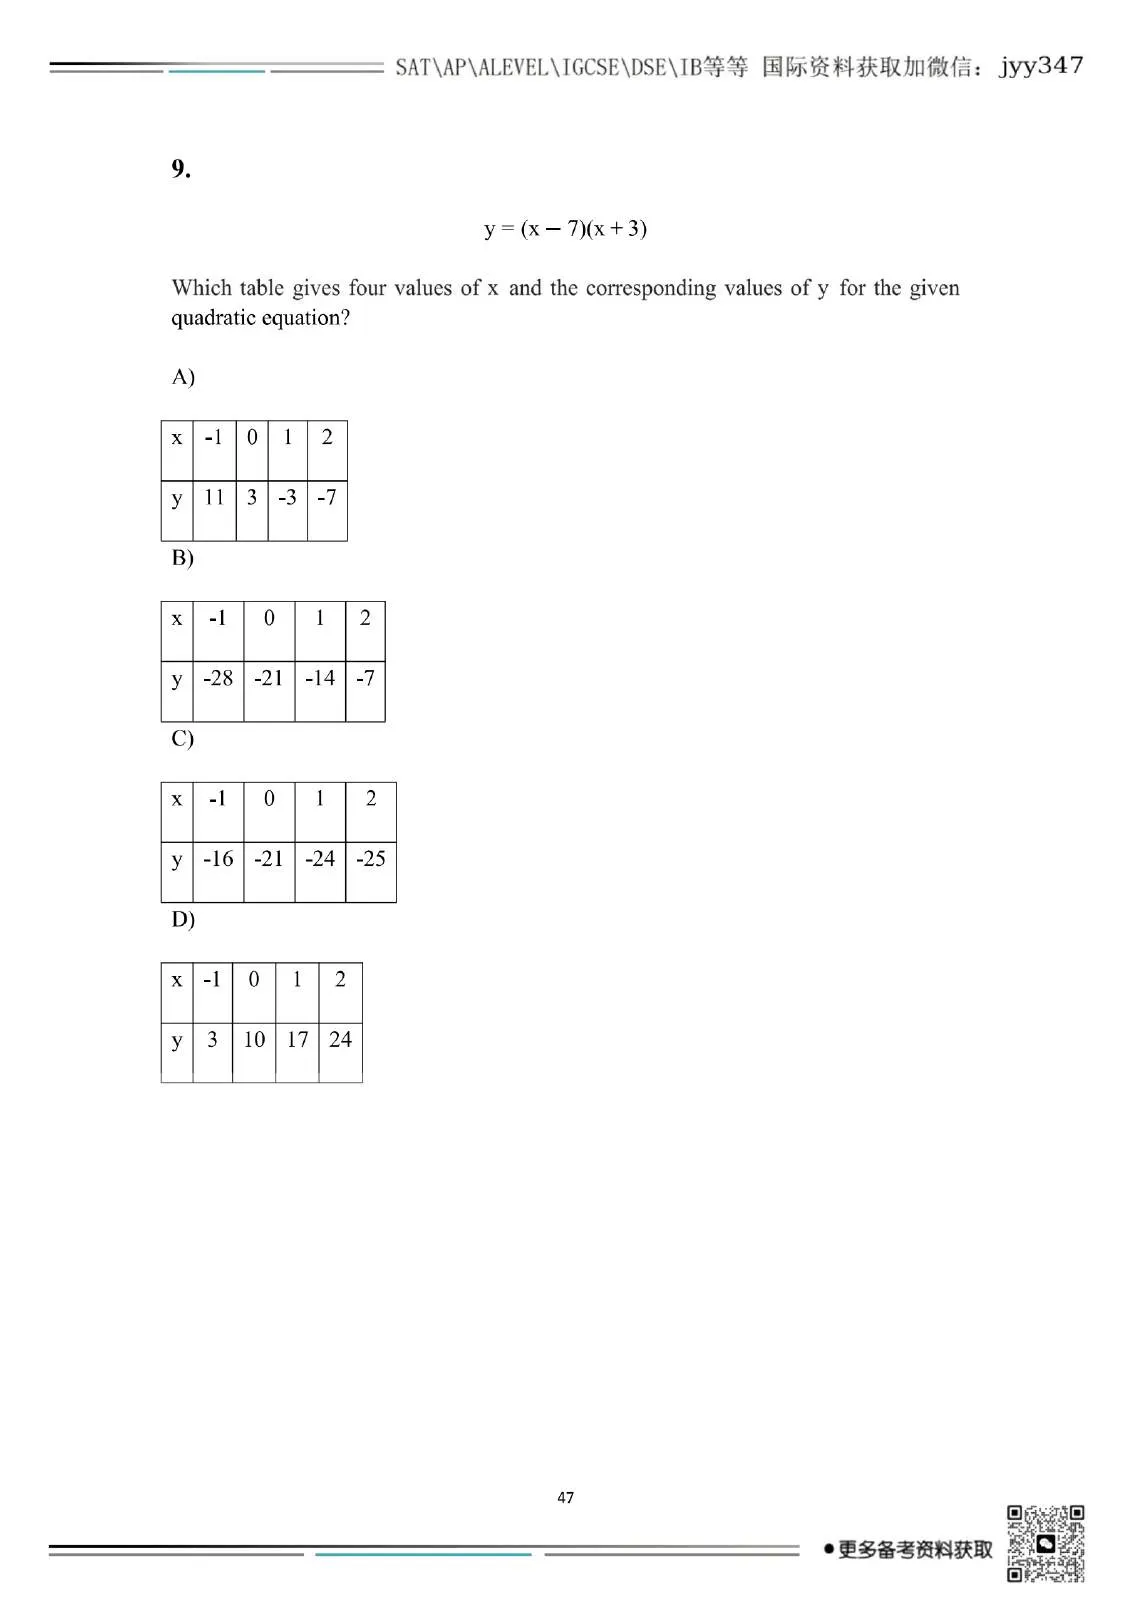 SAT\AP\ALEVEL\IGCSE\DSE\IB等等 国际资料获取加微信: jyy347
9.
y = (x − 7)(x + 3)
Which table gives four values of x and the corresponding values of y for the given
quadratic equation?
A)
x -1 0 1 2
y 11 3 -3 -7
B)
x -1 0 1 2
y -28 -21 -14 -7
C)
x -1 0 1 2
y -16 -21 -24 -25
D)
x -1 0 1 2
y 3 10 17 24
47
●更多备考资料获取